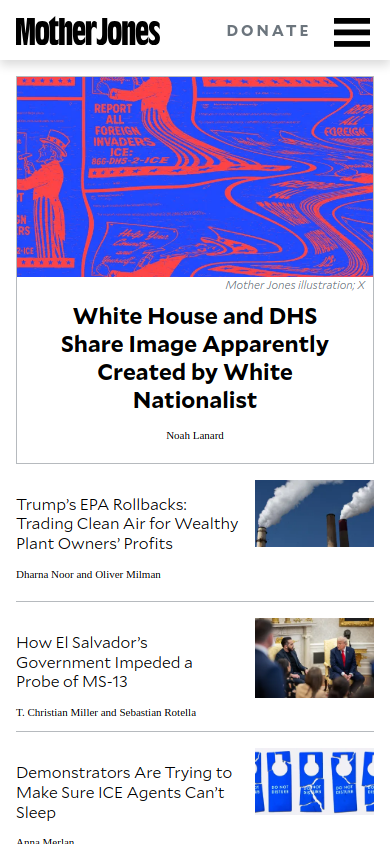 Mother Jones
DONATE
REPORT
ALL
FOREIGN
INVADERS
ICE:
866-DHS-2-ICE
FOREIGN
Mother Jones illustration; X
White House and DHS
Share Image Apparently
Created by White
Nationalist
Noah Lanard
Trump’s EPA Rollbacks:
Trading Clean Air for Wealthy
Plant Owners’ Profits
Dharna Noor and Oliver Milman
How El Salvador’s
Government Impeded a
Probe of MS-13
T. Christian Miller and Sebastian Rotella
Demonstrators Are Trying to
Make Sure ICE Agents Can’t
Sleep
Anna Merlan